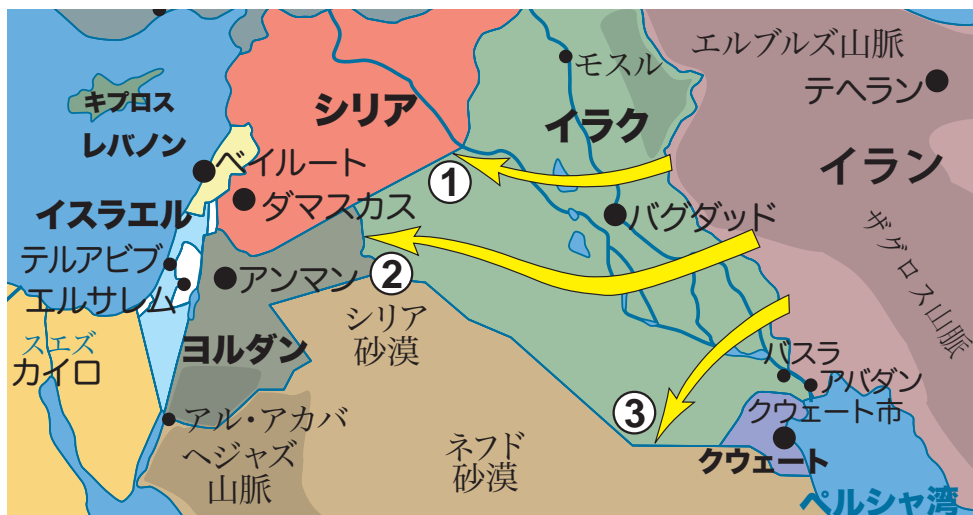 エルブルズ山脈
モスル
テヘラン
キプロス
シリア
イラク
レバノン
ベイルート
イラン
①
ダマスカス
バグダッド
イスラエル
ギグロス山脈
テルアビブ
アンマン
②
エルサレム
シリア
砂漠
スエズ
カイロ
ヨルダン
バスラ
アバダン
③
クウェート市
アル・アカバ
ヘジャズ
山脈
ネフド
砂漠
クウェート
ペルシャ湾